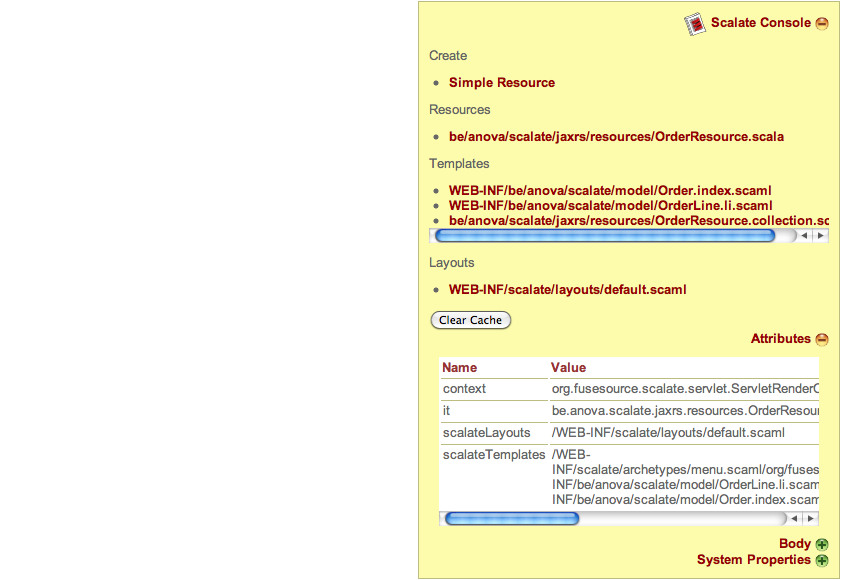 Scalate Console
Create
Simple Resource
Resources
be/anova/scalate/jaxrs/resources/OrderResource.scala
Templates
WEB-INF/be/anova/scalate/model/Order.index.scaml
WEB-INF/be/anova/scalate/model/OrderLine.li.scaml
be/anova/scalate/jaxrs/resources/OrderResource.collection.sc
Layouts
WEB-INF/scalate/layouts/default.scaml
Clear Cache
Attributes
Name Value
context org.fusesource.scalate.servlet.ServletRenderC
it be.anova.scalate.jaxrs.resources.OrderResou
scalateLayouts /WEB-INF/scalate/layouts/default.scaml
scalateTemplates /WEB-
INF/scalate/archetypes/menu.scaml/org/fuses
INF/be/anova/scalate/model/OrderLine.li.scam
INF/be/anova/scalate/model/Order.index.scam
Body
System Properties